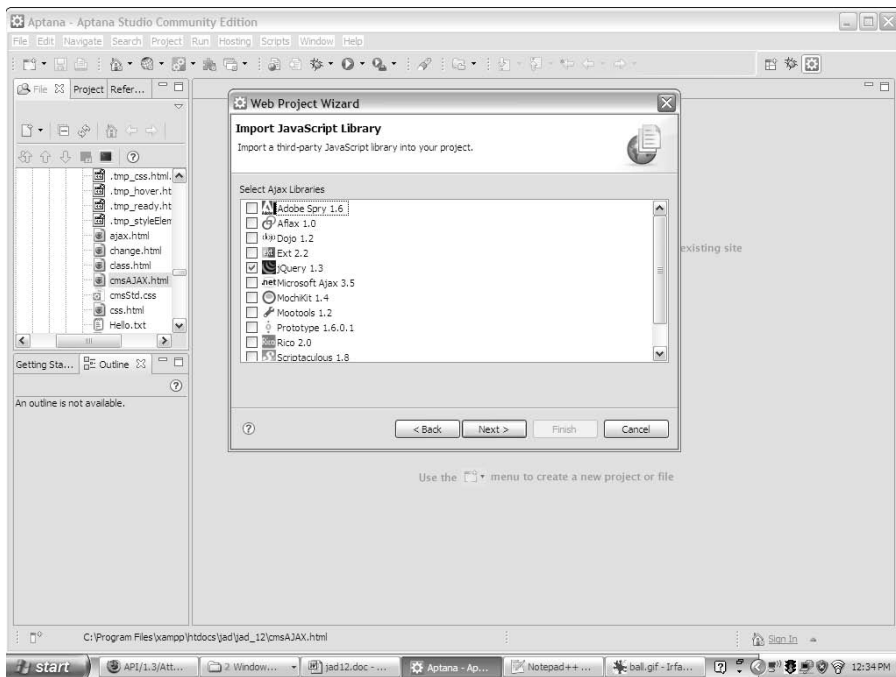 Aptana - Aptana Studio Community Edition
File Edit Navigate Search Project Run Hosting Scripts Window Help
File Project Refer...
.tmp_css.html.
.tmp_hover.ht
.tmp_ready.ht
.tmp_styleElem
ajax.html
change.html
class.html
cmsAJAX.html
cmsStd.css
css.html
Hello.txt
Getting Sta... Outline
An outline is not available.
Web Project Wizard
Import JavaScript Library
Import a third-party JavaScript library into your project.
Select Ajax Libraries
Adobe Spry 1.6
Aflax 1.0
dojo Dojo 1.2
Ext 2.2
jQuery 1.3
.net Microsoft Ajax 3.5
MochiKit 1.4
Mootools 1.2
Prototype 1.6.0.1
Rico 2.0
Scriptaculous 1.8
< Back Next > Finish Cancel
existing site
Use the menu to create a new project or file
C:\Program Files\xampp\htdocs\jad\jad_12\cmsAJAX.html
Sign In
start API/1.3/Att... 2 Window... jad12.doc - ... Aptana - Ap... Notepad++ ... ball.gif - Irfa... 12:34 PM